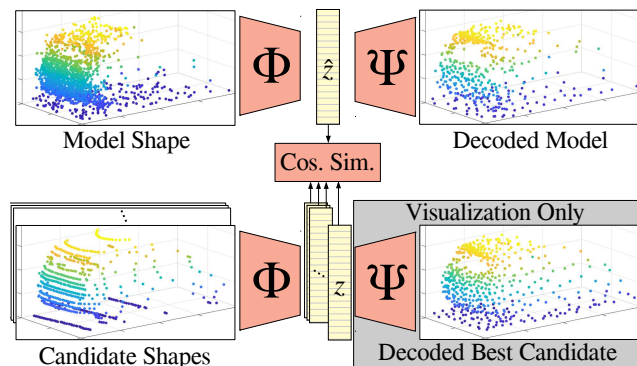 Φ
ẑ
Ψ
Model Shape
Decoded Model
Cos. Sim.
Visualization Only
Φ
z
Ψ
Candidate Shapes
Decoded Best Candidate